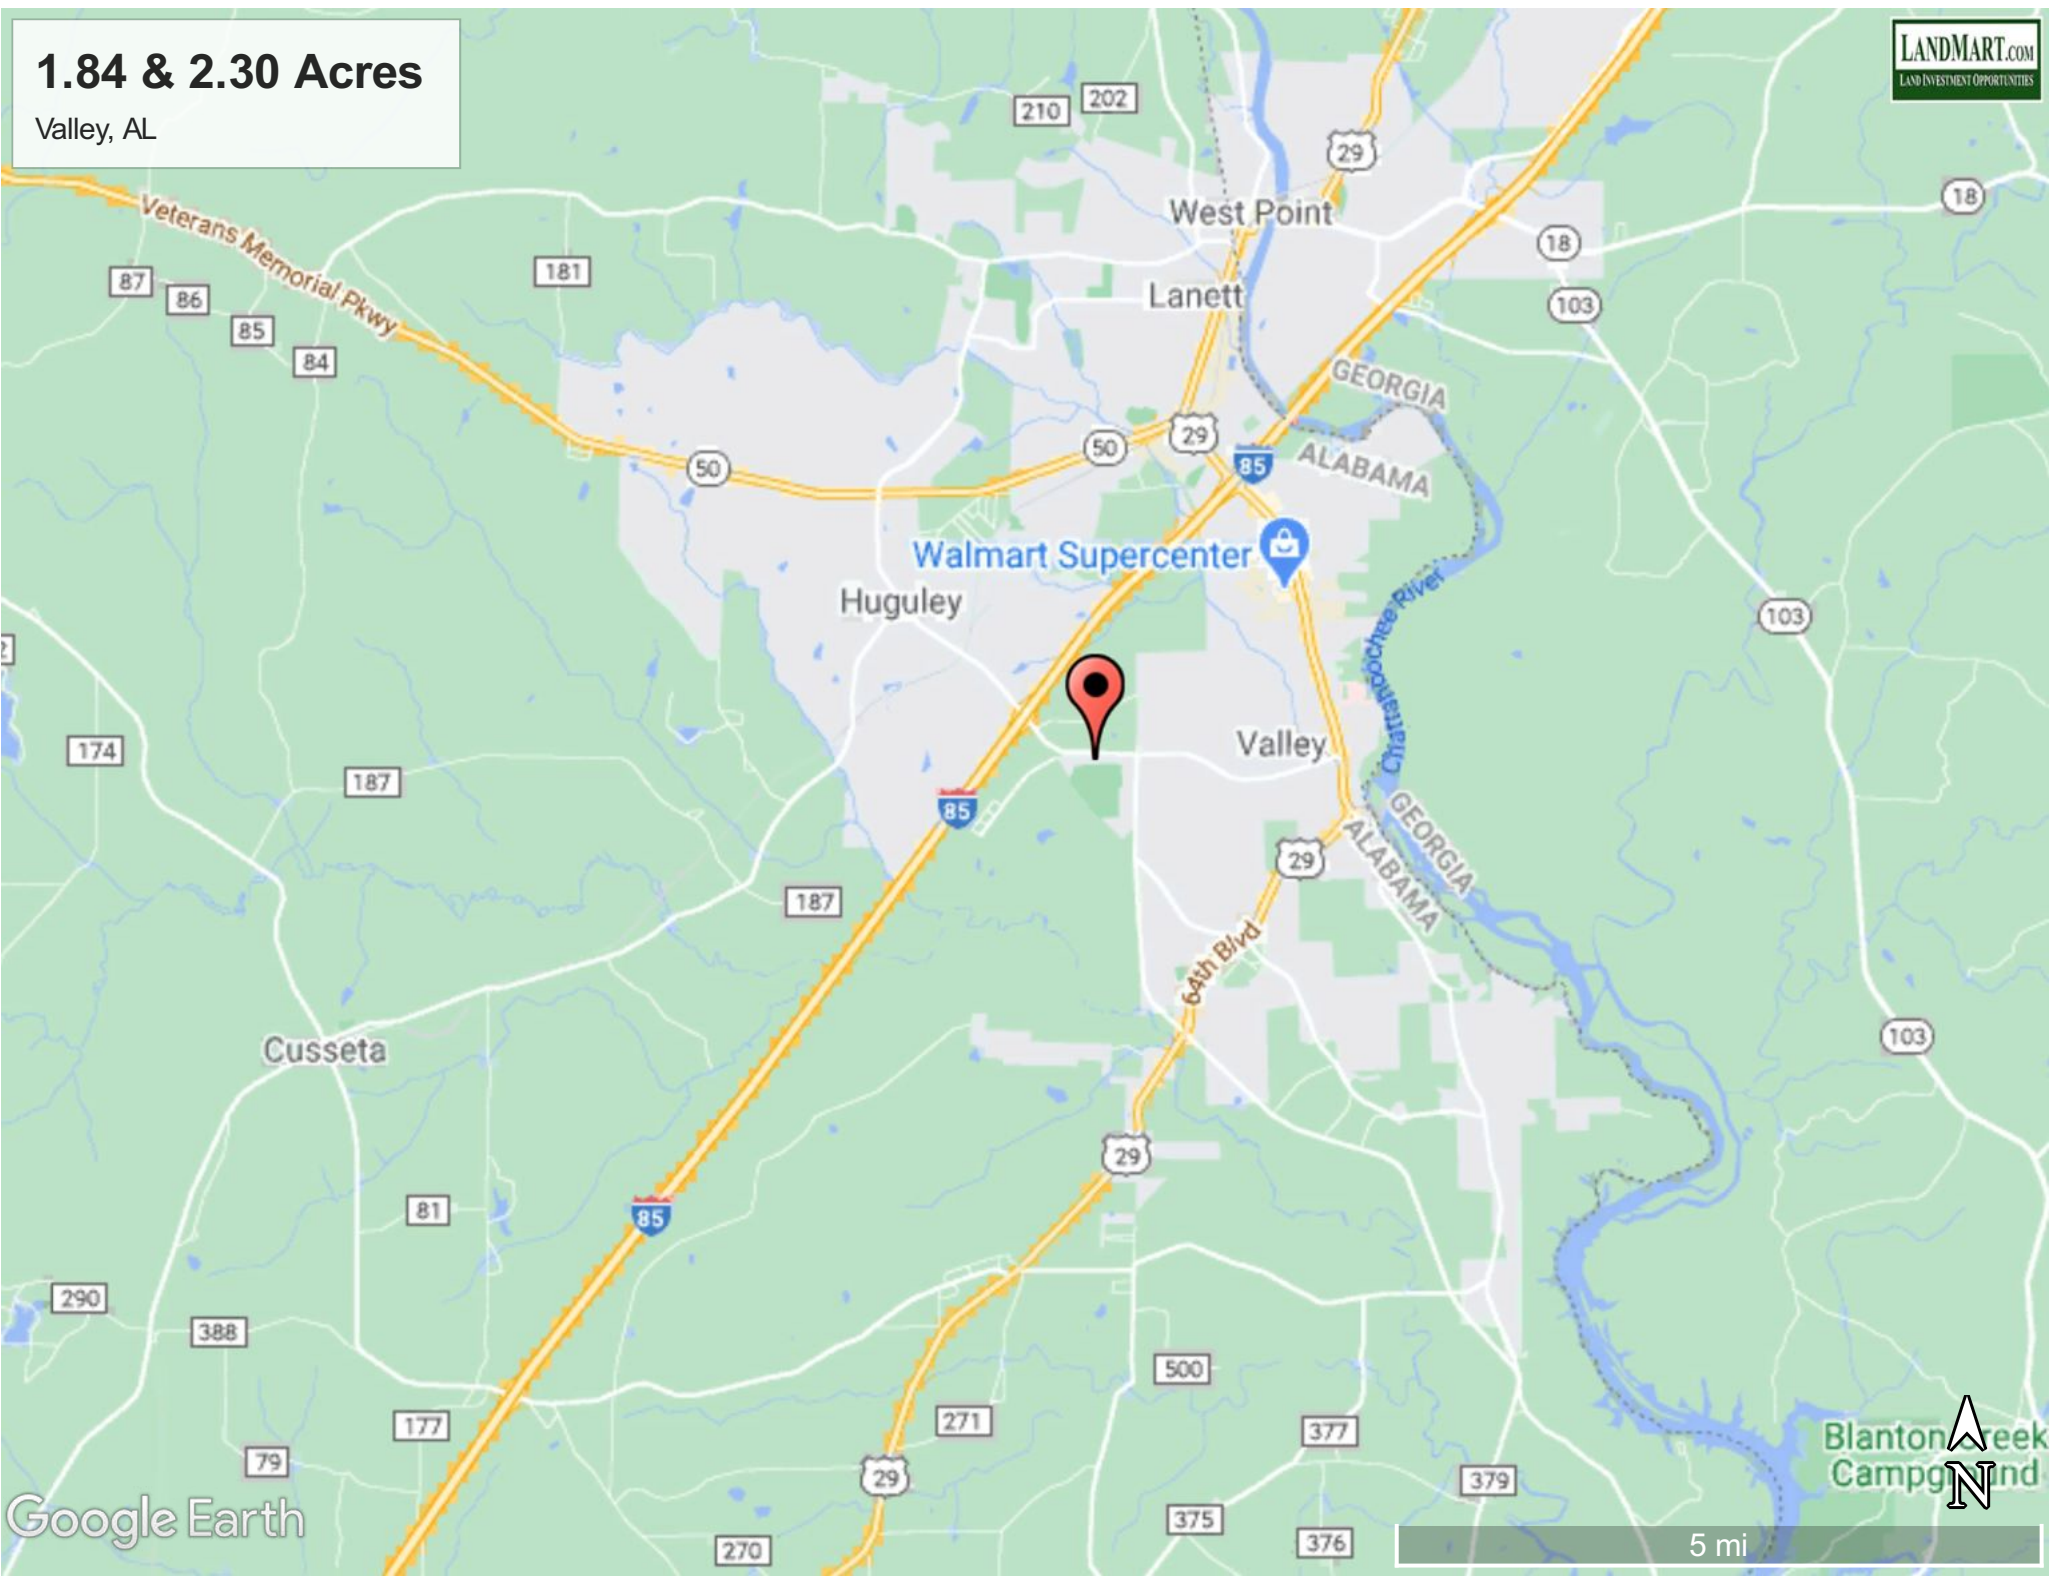 1.84 & 2.30 Acres
Valley, AL
LANDMART.COM
LAND INVESTMENT OPPORTUNITIES
210
202
29
18
West Point
Veterans Memorial Pkwy
18
181
87
86
Lanett
103
85
84
GEORGIA
29
50
50
85
ALABAMA
Walmart Supercenter
Chattahoochee River
Huguley
103
174
Valley
187
85
GEORGIA
ALABAMA
29
187
64th Blvd
Cusseta
103
29
81
85
290
388
500
177
271
377
Blanton Creek
Campground
79
29
379
N
Google Earth
375
376
5 mi
270